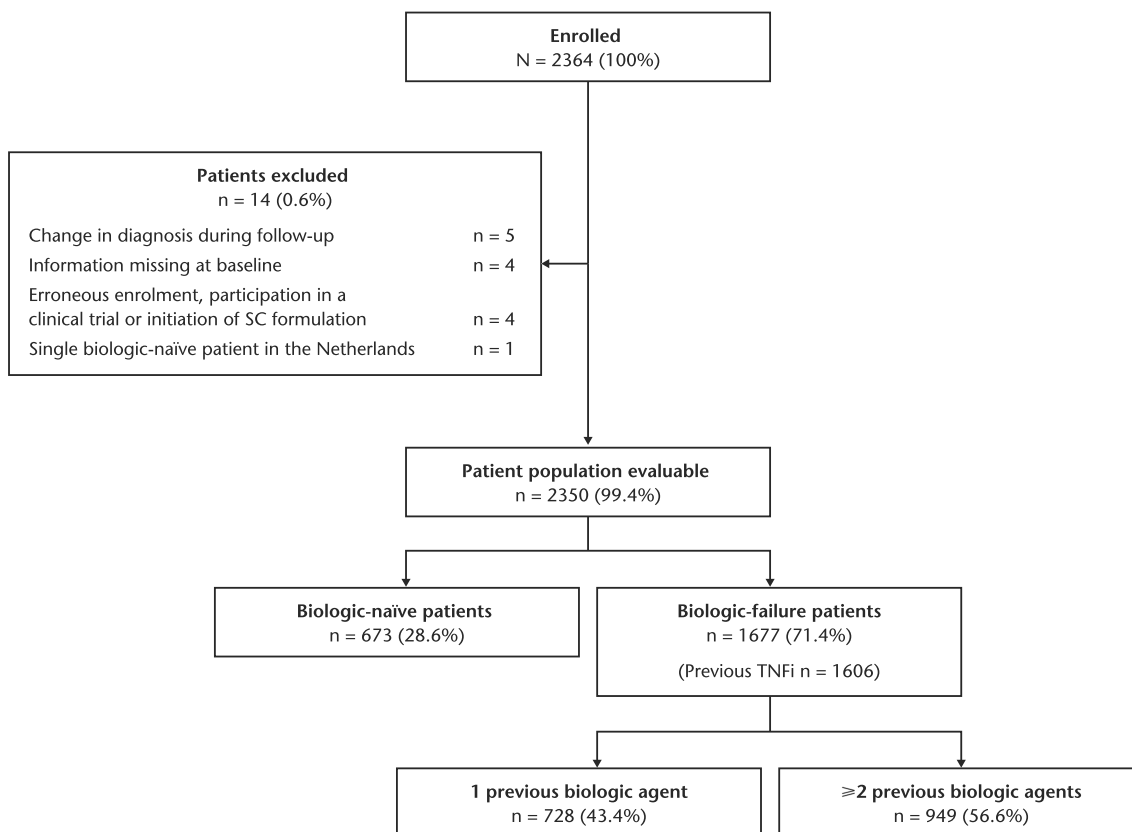 Enrolled
N = 2364 (100%)
Patients excluded
n = 14 (0.6%)
Change in diagnosis during follow-up n = 5
Information missing at baseline n = 4
Erroneous enrolment, participation in a
clinical trial or initiation of SC formulation n = 4
Single biologic-naïve patient in the Netherlands n = 1
Patient population evaluable
n = 2350 (99.4%)
Biologic-naïve patients
n = 673 (28.6%)
Biologic-failure patients
n = 1677 (71.4%)
(Previous TNFi n = 1606)
1 previous biologic agent
n = 728 (43.4%)
⩾2 previous biologic agents
n = 949 (56.6%)